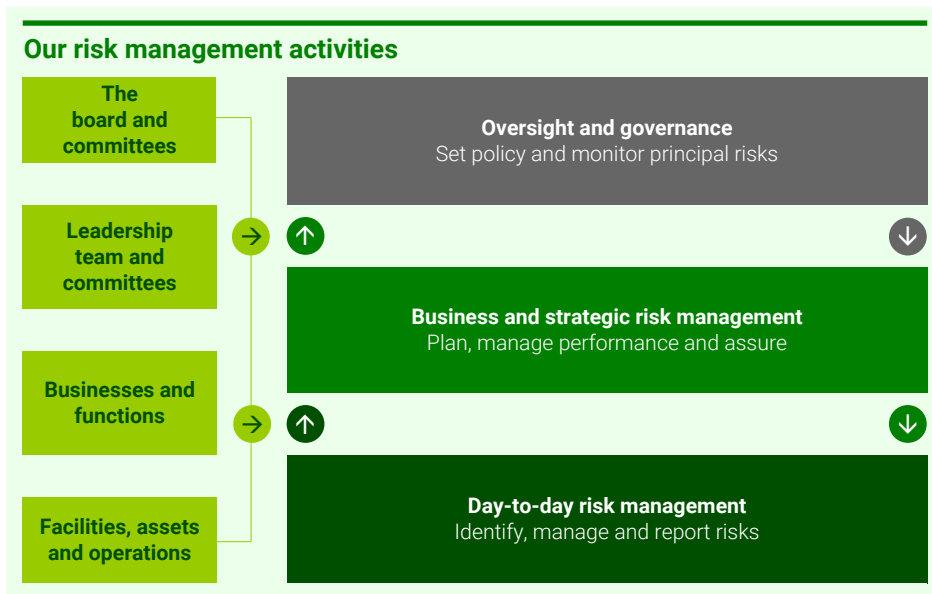 Our risk management activities
The
board and
committees
Oversight and governance
Set policy and monitor principal risks
Leadership
team and
committees
Business and strategic risk management
Plan, manage performance and assure
Businesses and
functions
Day-to-day risk management
Identify, manage and report risks
Facilities, assets
and operations